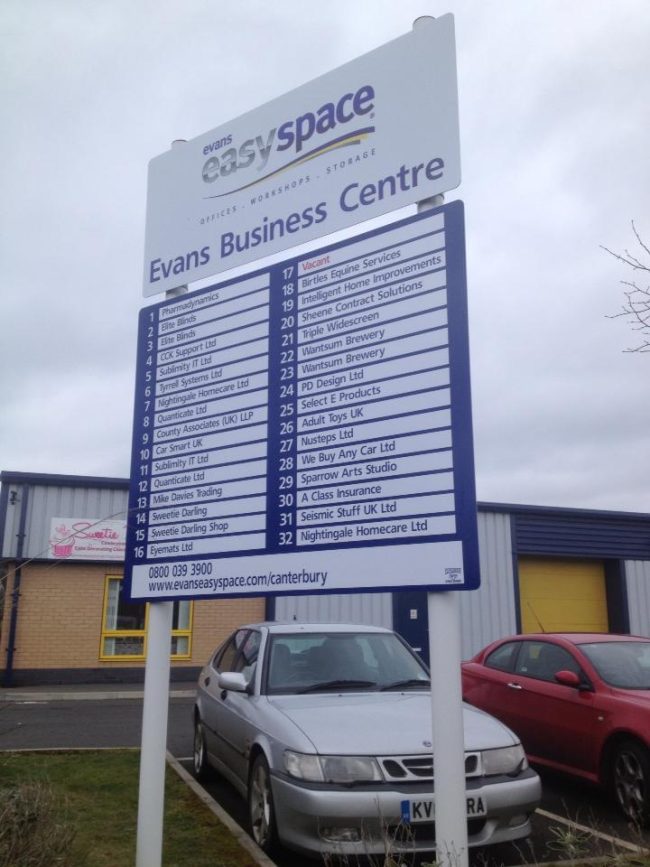 evans
easyspace
OFFICES . WORKSHOPS . STORAGE
Evans Business Centre
1 Pharmadynamics
2 Elite Blinds
3 Elite Blinds
4 CCK Support Ltd
5 Sublimity IT Ltd
6 Tyrrell Systems Ltd
7 Nightingale Homecare Ltd
8 Quanticate Ltd
9 County Associates (UK) LLP
10 Car Smart UK
11 Sublimity IT Ltd
12 Quanticate Ltd
13 Mike Davies Trading
14 Sweetie Darling
15 Sweetie Darling Shop
16 Eyemats Ltd
17 Vacant
18 Birtles Equine Services
19 Intelligent Home Improvements
20 Sheene Contract Solutions
21 Triple Widescreen
22 Wantsum Brewery
23 Wantsum Brewery
24 PD Design Ltd
25 Select E Products
26 Adult Toys UK
27 Nusteps Ltd
28 We Buy Any Car Ltd
29 Sparrow Arts Studio
30 A Class Insurance
31 Seismic Stuff UK Ltd
32 Nightingale Homecare Ltd
0800 039 3900
www.evanseasyspace.com/canterbury
Sweetie
Cake Decorating
KV RA